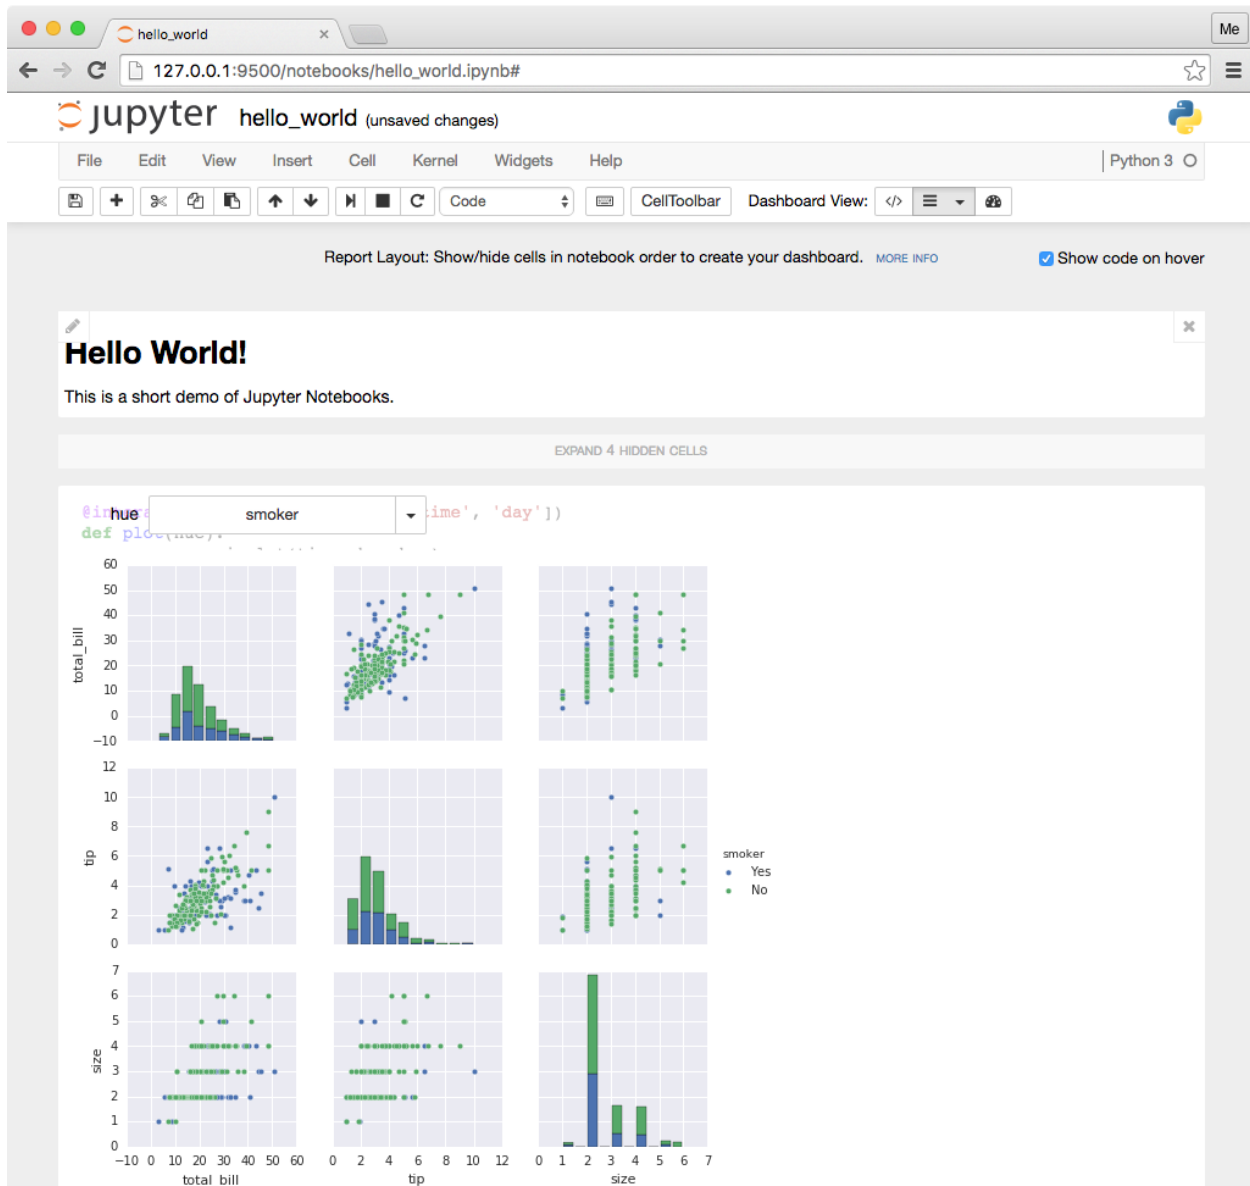 hello_world
Me
127.0.0.1:9500/notebooks/hello_world.ipynb#
jupyter hello_world (unsaved changes)
File Edit View Insert Cell Kernel Widgets Help Python 3
Code CellToolbar Dashboard View: </>
Report Layout: Show/hide cells in notebook order to create your dashboard. MORE INFO Show code on hover
Hello World!
This is a short demo of Jupyter Notebooks.
EXPAND 4 HIDDEN CELLS
hue smoker 'day'])
def plot(hue):
60
50
40
30
20
10
0
−10
total_bill
12
10
8
6
4
2
0
tip
smoker
Yes
No
7
6
5
4
3
2
1
0
size
−10 0 10 20 30 40 50 60 0 2 4 6 8 10 12 0 1 2 3 4 5 6 7
total_bill tip size